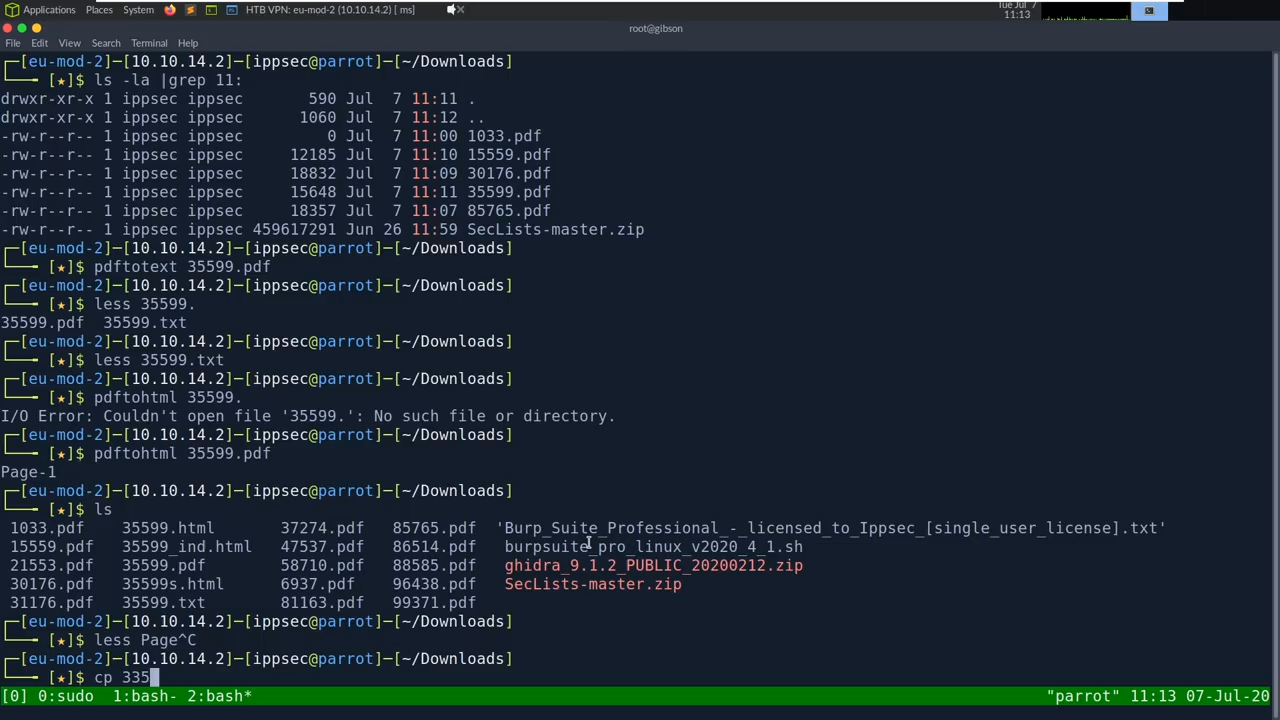 Applications Places System HTB VPN: eu-mod-2 (10.10.14.2) [ ms]
Tue Jul 7
11:13
root@gibson
File Edit View Search Terminal Help
┌─[eu-mod-2]─[10.10.14.2]─[ippsec@parrot]─[~/Downloads]
└──╼ [★]$ ls -la |grep 11:
drwxr-xr-x 1 ippsec ippsec       590 Jul  7 11:11 .
drwxr-xr-x 1 ippsec ippsec      1060 Jul  7 11:12 ..
-rw-r--r-- 1 ippsec ippsec         0 Jul  7 11:00 1033.pdf
-rw-r--r-- 1 ippsec ippsec     12185 Jul  7 11:10 15559.pdf
-rw-r--r-- 1 ippsec ippsec     18832 Jul  7 11:09 30176.pdf
-rw-r--r-- 1 ippsec ippsec     15648 Jul  7 11:11 35599.pdf
-rw-r--r-- 1 ippsec ippsec     18357 Jul  7 11:07 85765.pdf
-rw-r--r-- 1 ippsec ippsec 459617291 Jun 26 11:59 SecLists-master.zip
┌─[eu-mod-2]─[10.10.14.2]─[ippsec@parrot]─[~/Downloads]
└──╼ [★]$ pdftotext 35599.pdf
┌─[eu-mod-2]─[10.10.14.2]─[ippsec@parrot]─[~/Downloads]
└──╼ [★]$ less 35599.
35599.pdf  35599.txt
┌─[eu-mod-2]─[10.10.14.2]─[ippsec@parrot]─[~/Downloads]
└──╼ [★]$ less 35599.txt
┌─[eu-mod-2]─[10.10.14.2]─[ippsec@parrot]─[~/Downloads]
└──╼ [★]$ pdftohtml 35599.
I/O Error: Couldn't open file '35599.': No such file or directory.
┌─[eu-mod-2]─[10.10.14.2]─[ippsec@parrot]─[~/Downloads]
└──╼ [★]$ pdftohtml 35599.pdf
Page-1
┌─[eu-mod-2]─[10.10.14.2]─[ippsec@parrot]─[~/Downloads]
└──╼ [★]$ ls
1033.pdf   35599.html      37274.pdf  85765.pdf  'Burp_Suite_Professional_-_licensed_to_Ippsec_[single_user_license].txt'
15559.pdf  35599_ind.html  47537.pdf  86514.pdf   burpsuite_pro_linux_v2020_4_1.sh
21553.pdf  35599.pdf       58710.pdf  88585.pdf   ghidra_9.1.2_PUBLIC_20200212.zip
30176.pdf  35599s.html     6937.pdf   96438.pdf   SecLists-master.zip
31176.pdf  35599.txt       81163.pdf  99371.pdf
┌─[eu-mod-2]─[10.10.14.2]─[ippsec@parrot]─[~/Downloads]
└──╼ [★]$ less Page^C
┌─[eu-mod-2]─[10.10.14.2]─[ippsec@parrot]─[~/Downloads]
└──╼ [★]$ cp 335
[0] 0:sudo  1:bash- 2:bash* "parrot" 11:13 07-Jul-20